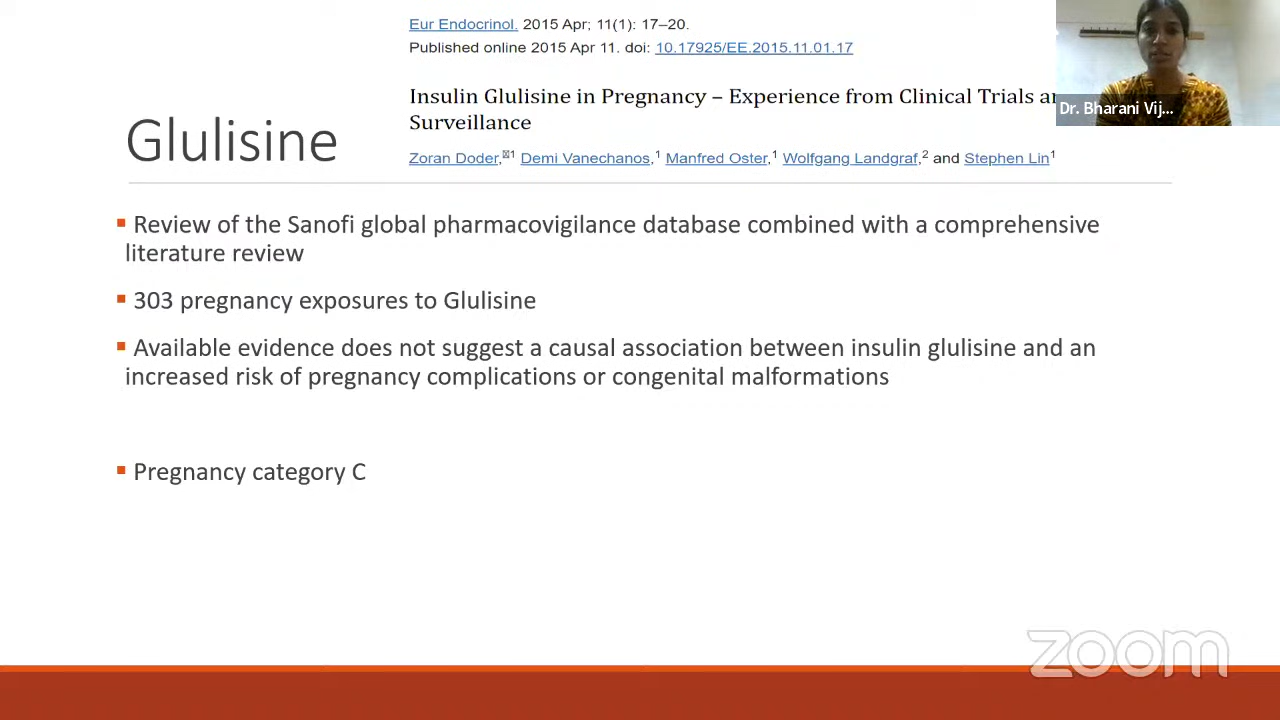 Eur Endocrinol. 2015 Apr; 11(1): 17–20.
Published online 2015 Apr 11. doi: 10.17925/EE.2015.11.01.17
Insulin Glulisine in Pregnancy – Experience from Clinical Trials
Surveillance
Zoran Doder,1 Demi Vanechanos,1 Manfred Oster,1 Wolfgang Landgraf,2 and Stephen Lin1
Dr. Bharani Vij...
Glulisine
▪ Review of the Sanofi global pharmacovigilance database combined with a comprehensive
literature review
▪ 303 pregnancy exposures to Glulisine
▪ Available evidence does not suggest a causal association between insulin glulisine and an
increased risk of pregnancy complications or congenital malformations
▪ Pregnancy category C
zoom